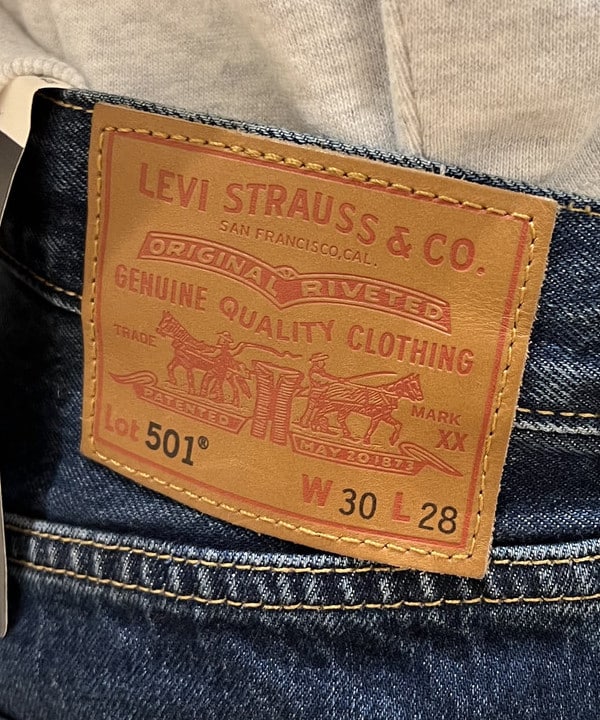 LEVI STRAUSS & CO.
SAN FRANCISCO, CAL.
ORIGINAL RIVETED
GENUINE QUALITY CLOTHING
TRADE MARK
PATENTED MAY 20 1873 XX
Lot 501® W 30 L 28